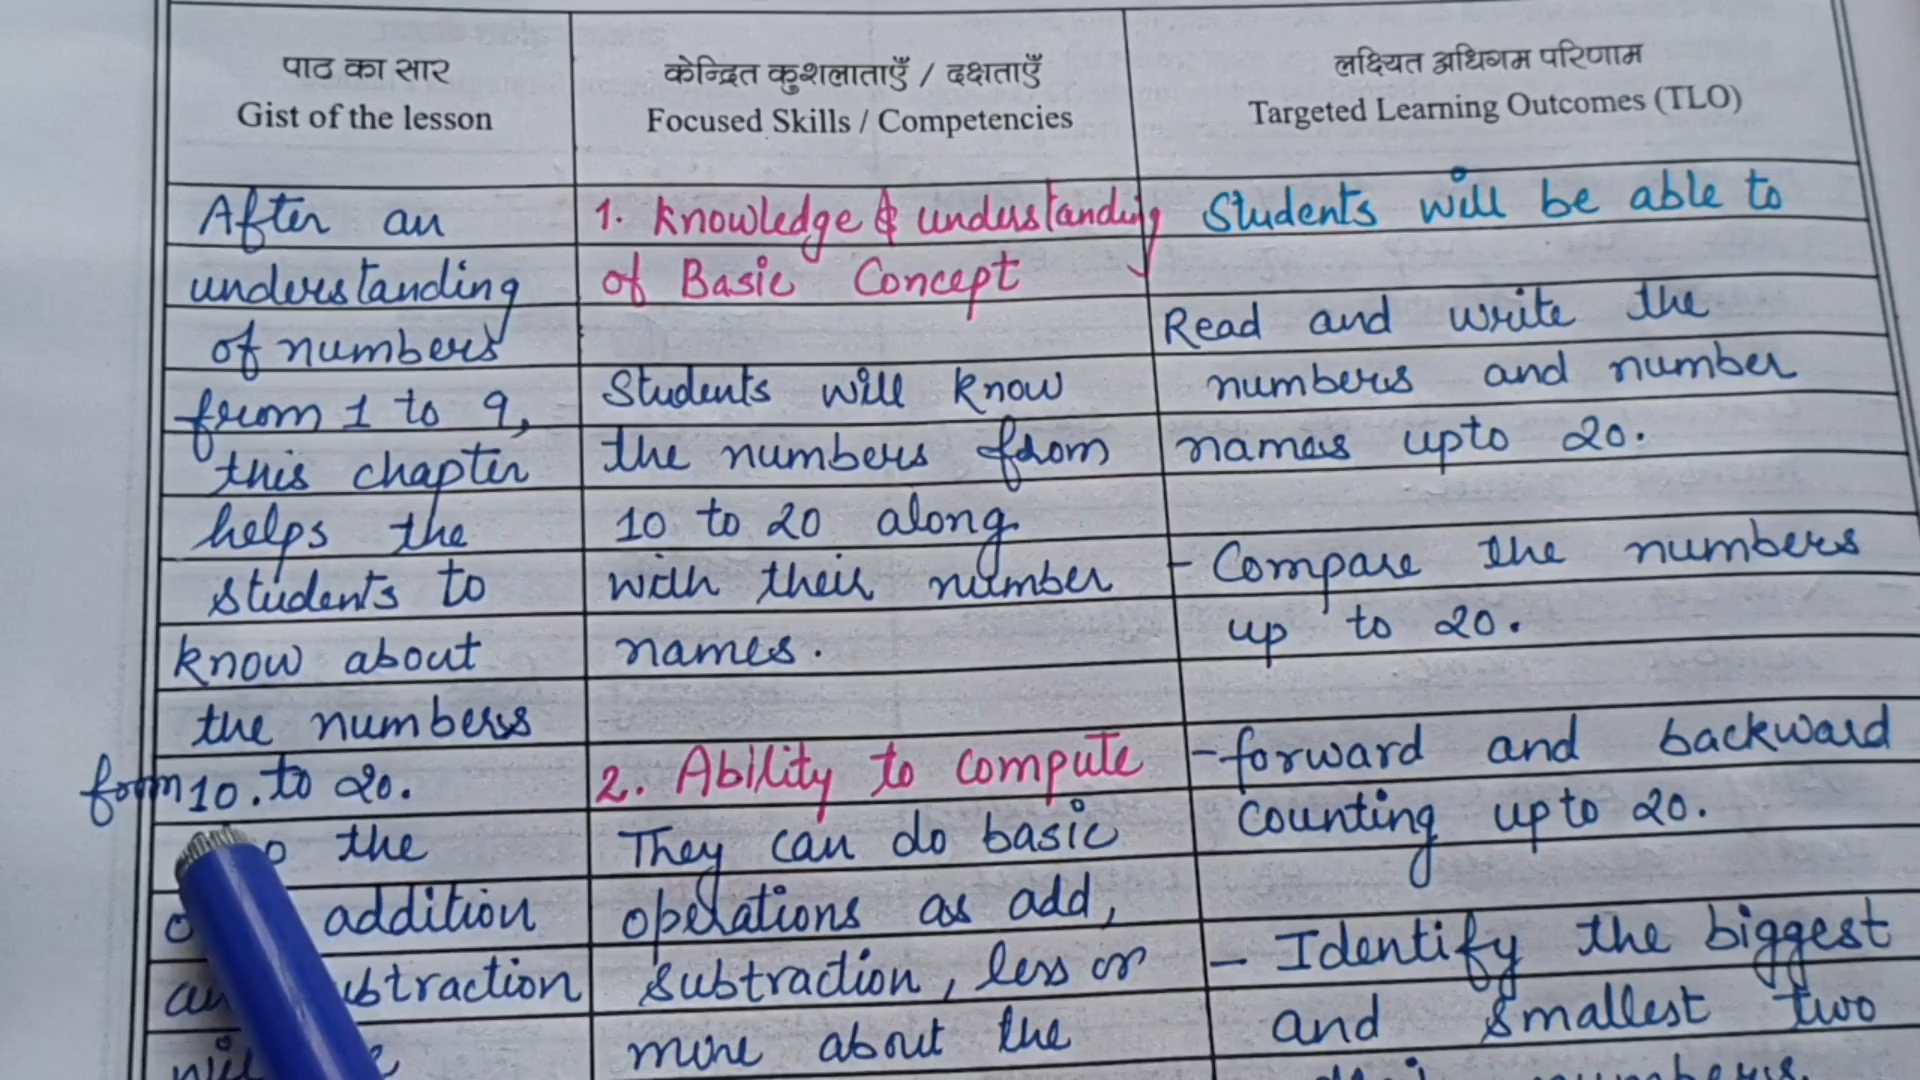 पाठ का सार
Gist of the lesson
After an
understanding
of numbers
from 1 to 9,
this chapter
helps the
students to
know about
the numbers
from 10 to 20.
the
addition
subtraction
केन्द्रित कुशलाताएँ / दक्षताएँ
Focused Skills / Competencies
1. Knowledge & understanding
of Basic Concept
Students will know
the numbers from
10 to 20 along
with their number
names.
2. Ability to compute
They can do basic
operations as add,
subtraction, less or
more about the
लक्ष्यित अधिगम परिणाम
Targeted Learning Outcomes (TLO)
Students will be able to
Read and write the
numbers and number
names upto 20.
- Compare the numbers
up to 20.
- forward and backward
counting upto 20.
- Identify the biggest
and smallest two
numbers.